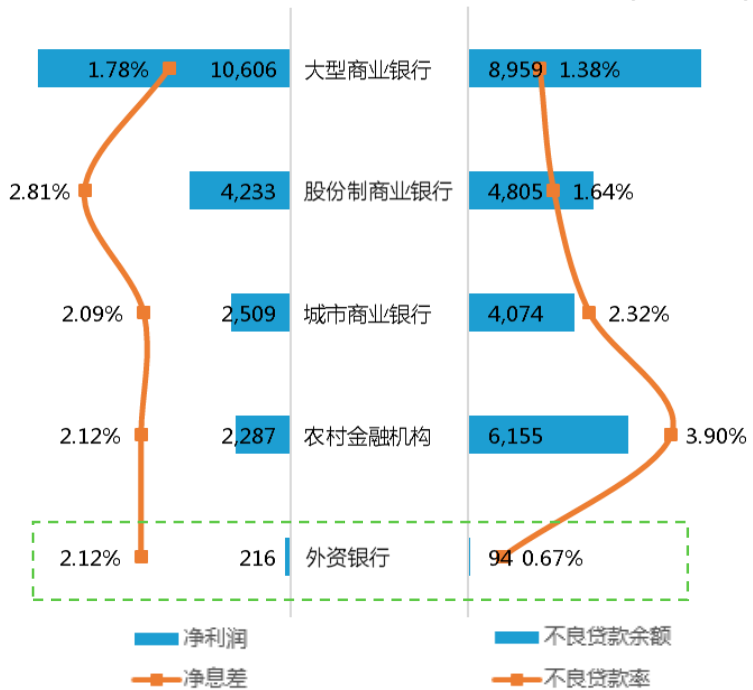 1.78% 10,606 大型商业银行 8,959 1.38%
2.81% 4,233 股份制商业银行 4,805 1.64%
2.09% 2,509 城市商业银行 4,074 2.32%
2.12% 2,287 农村金融机构 6,155 3.90%
2.12% 216 外资银行 94 0.67%
净利润 不良贷款余额
净息差 不良贷款率